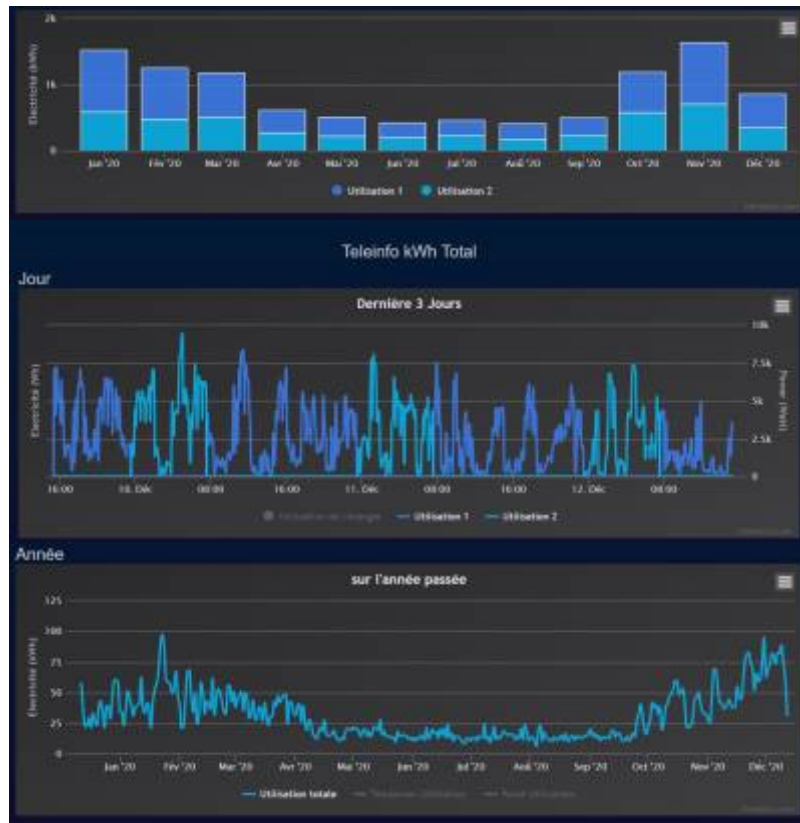 2k
Electricité (kWh)
1k
0
Jan '20 Fév '20 Mar '20 Avr '20 Mai '20 Jun '20 Jul '20 Aoû '20 Sep '20 Oct '20 Nov '20 Déc '20
Utilisation 1 Utilisation 2
Teleinfo kWh Total
Jour
Dernière 3 Jours
10k
7.5k
5k
2.5k
0
Electricité (Wh)
Power (Watt)
16:00 10. Déc 08:00 16:00 11. Déc 08:00 16:00 12. Déc 08:00
Utilisation 1 Utilisation 2
Année
sur l'année passée
125
100
75
50
25
0
Electricité (kWh)
Jan '20 Fév '20 Mar '20 Avr '20 Mai '20 Jun '20 Jul '20 Aoû '20 Sep '20 Oct '20 Nov '20 Déc '20
Utilisation totale